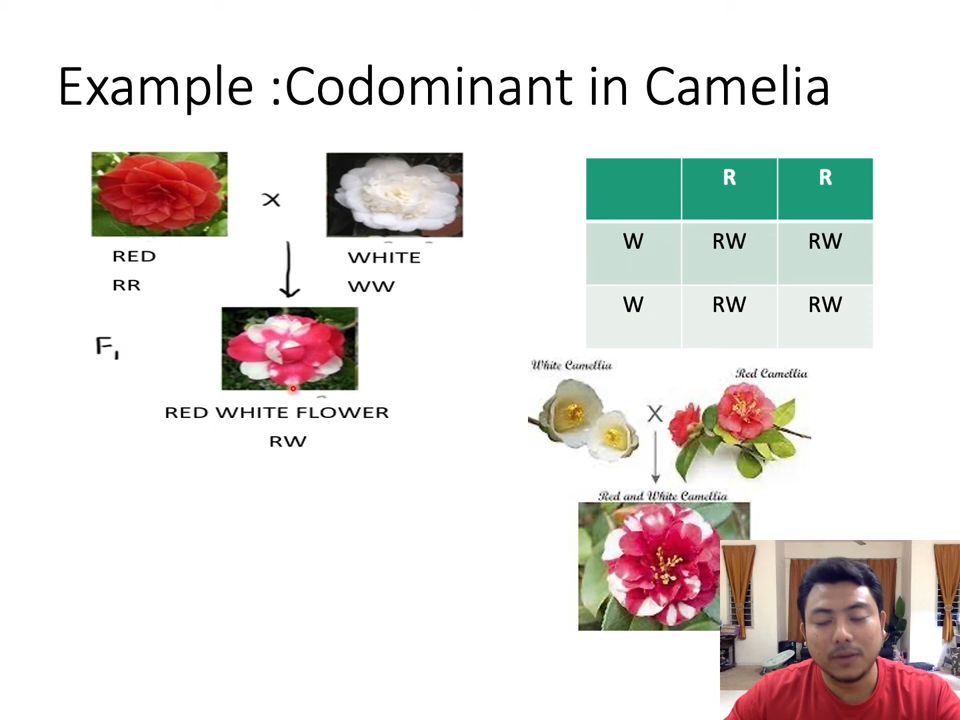 Example :Codominant in Camelia
X
RED
RR
WHITE
WW
F₁
RED WHITE FLOWER
RW
R R
W RW RW
W RW RW
White Camellia
Red Camellia
X
Red and White Camellia